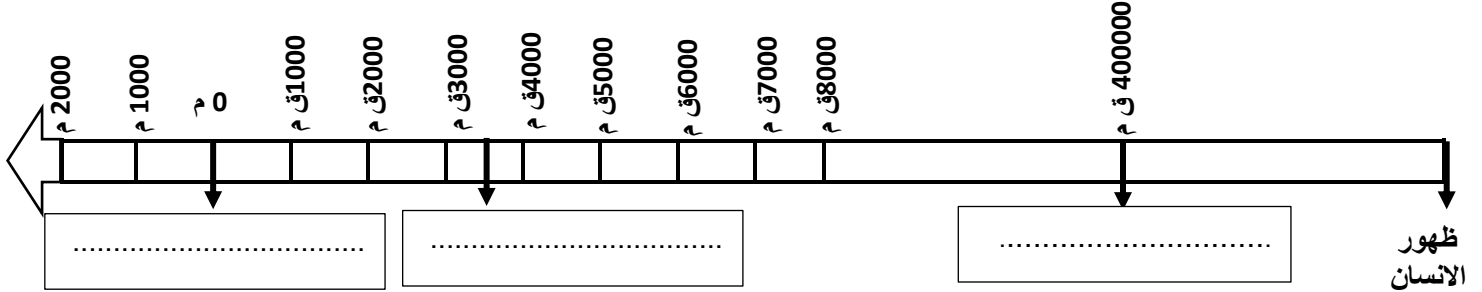 400000 ق م
8000ق م
7000ق م
6000ق م
5000ق م
4000ق م
3000ق م
2000ق م
1000ق م
0 م
1000 م
2000 م
................................
..................................
..................................
ظهور
الانسان